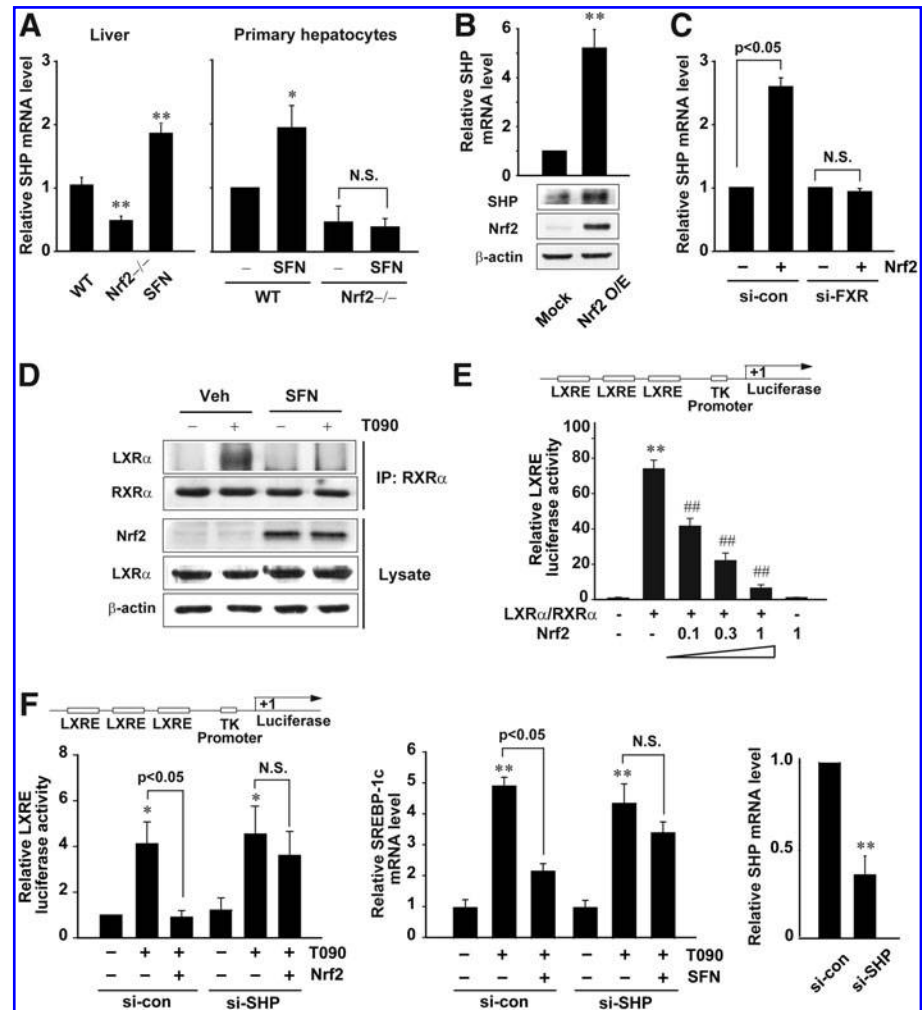 A
Liver
Primary hepatocytes
Relative SHP mRNA level
3
2
1
0
**
**
*
N.S.
WT
Nrf2−/−
SFN
− SFN − SFN
WT Nrf2−/−
B
Relative SHP
mRNA level
6
4
2
0
**
SHP
Nrf2
β-actin
Mock
Nrf2 O/E
C
Relative SHP mRNA level
3
2
1
0
p<0.05
N.S.
− + − + Nrf2
si-con si-FXR
D
Veh SFN
− + − + T090
LXRα
RXRα
IP: RXRα
Nrf2
LXRα
β-actin
Lysate
E
+1
LXRE LXRE LXRE TK Luciferase
Promoter
Relative LXRE
luciferase activity
100
80
60
40
20
0
**
##
##
##
LXRα/RXRα - + + + + -
Nrf2 - - 0.1 0.3 1 1
F
+1
LXRE LXRE LXRE TK Luciferase
Promoter
Relative LXRE
luciferase activity
8
6
4
2
0
p<0.05
N.S.
*
*
− + + − + + T090
+ + Nrf2
si-con si-SHP
Relative SREBP-1c
mRNA level
6
4
2
0
p<0.05
N.S.
**
**
− + + − + + T090
+ + SFN
si-con si-SHP
Relative SHP mRNA level
1.0
0.5
0
**
si-con
si-SHP